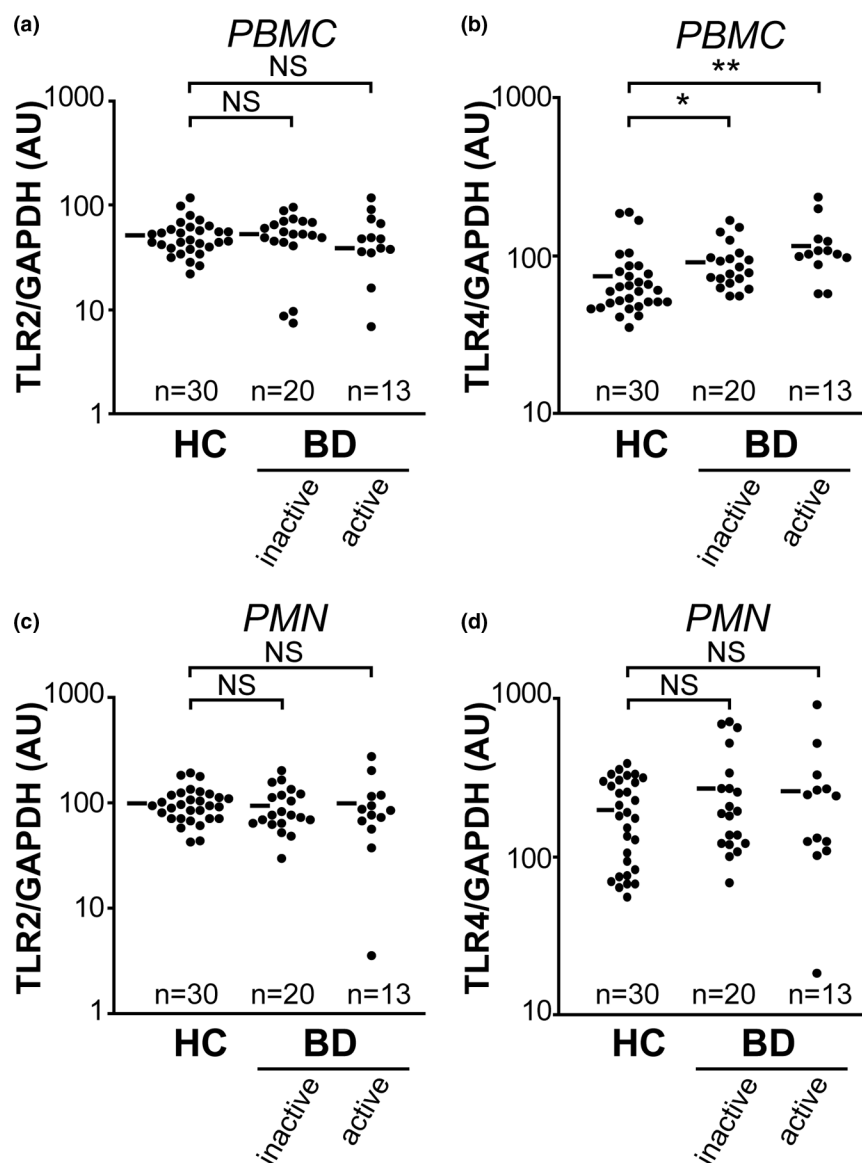 (a)
PBMC
NS
NS
TLR2/GAPDH (AU)
1000
100
10
1
n=30 n=20 n=13
HC BD
inactive
active
(b)
PBMC
**
*
TLR4/GAPDH (AU)
1000
100
10
n=30 n=20 n=13
HC BD
inactive
active
(c)
PMN
NS
NS
TLR2/GAPDH (AU)
1000
100
10
1
n=30 n=20 n=13
HC BD
inactive
active
(d)
PMN
NS
NS
TLR4/GAPDH (AU)
1000
100
10
n=30 n=20 n=13
HC BD
inactive
active